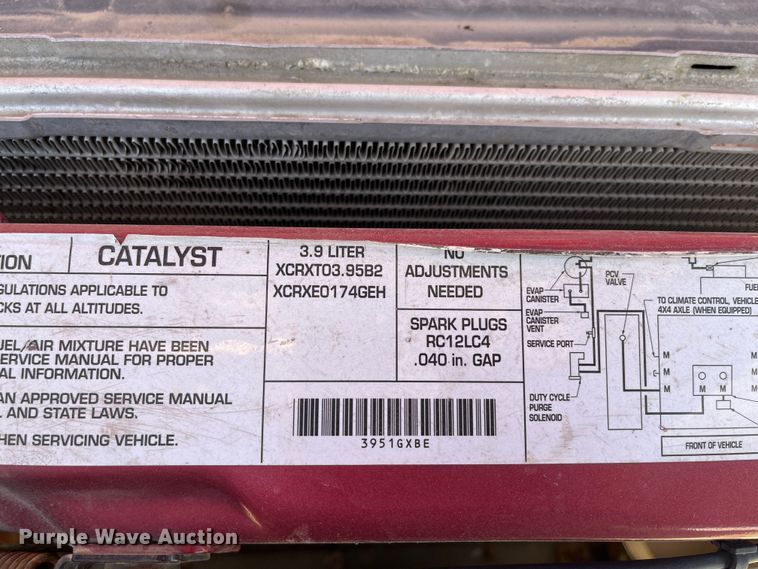 TION
CATALYST
EGULATIONS APPLICABLE TO
CKS AT ALL ALTITUDES.
FUEL/AIR MIXTURE HAVE BEEN
SERVICE MANUAL FOR PROPER
AL INFORMATION.
AN APPROVED SERVICE MANUAL
L AND STATE LAWS.
HEN SERVICING VEHICLE.
3.9 LITER
XCRXT03.95B2
XCRXE0174GEH
NO
ADJUSTMENTS
NEEDED
SPARK PLUGS
RC12LC4
.040 in. GAP
3951GXBE
EVAP
CANISTER
EVAP
CANISTER
VENT
SERVICE PORT
DUTY CYCLE
PURGE
SOLENOID
PCV
VALVE
FUEL
TO CLIMATE CONTROL, VEHICLE
4X4 AXLE (WHEN EQUIPPED)
M
M
M
M M
M
M
M
FRONT OF VEHICLE
Purple Wave Auction